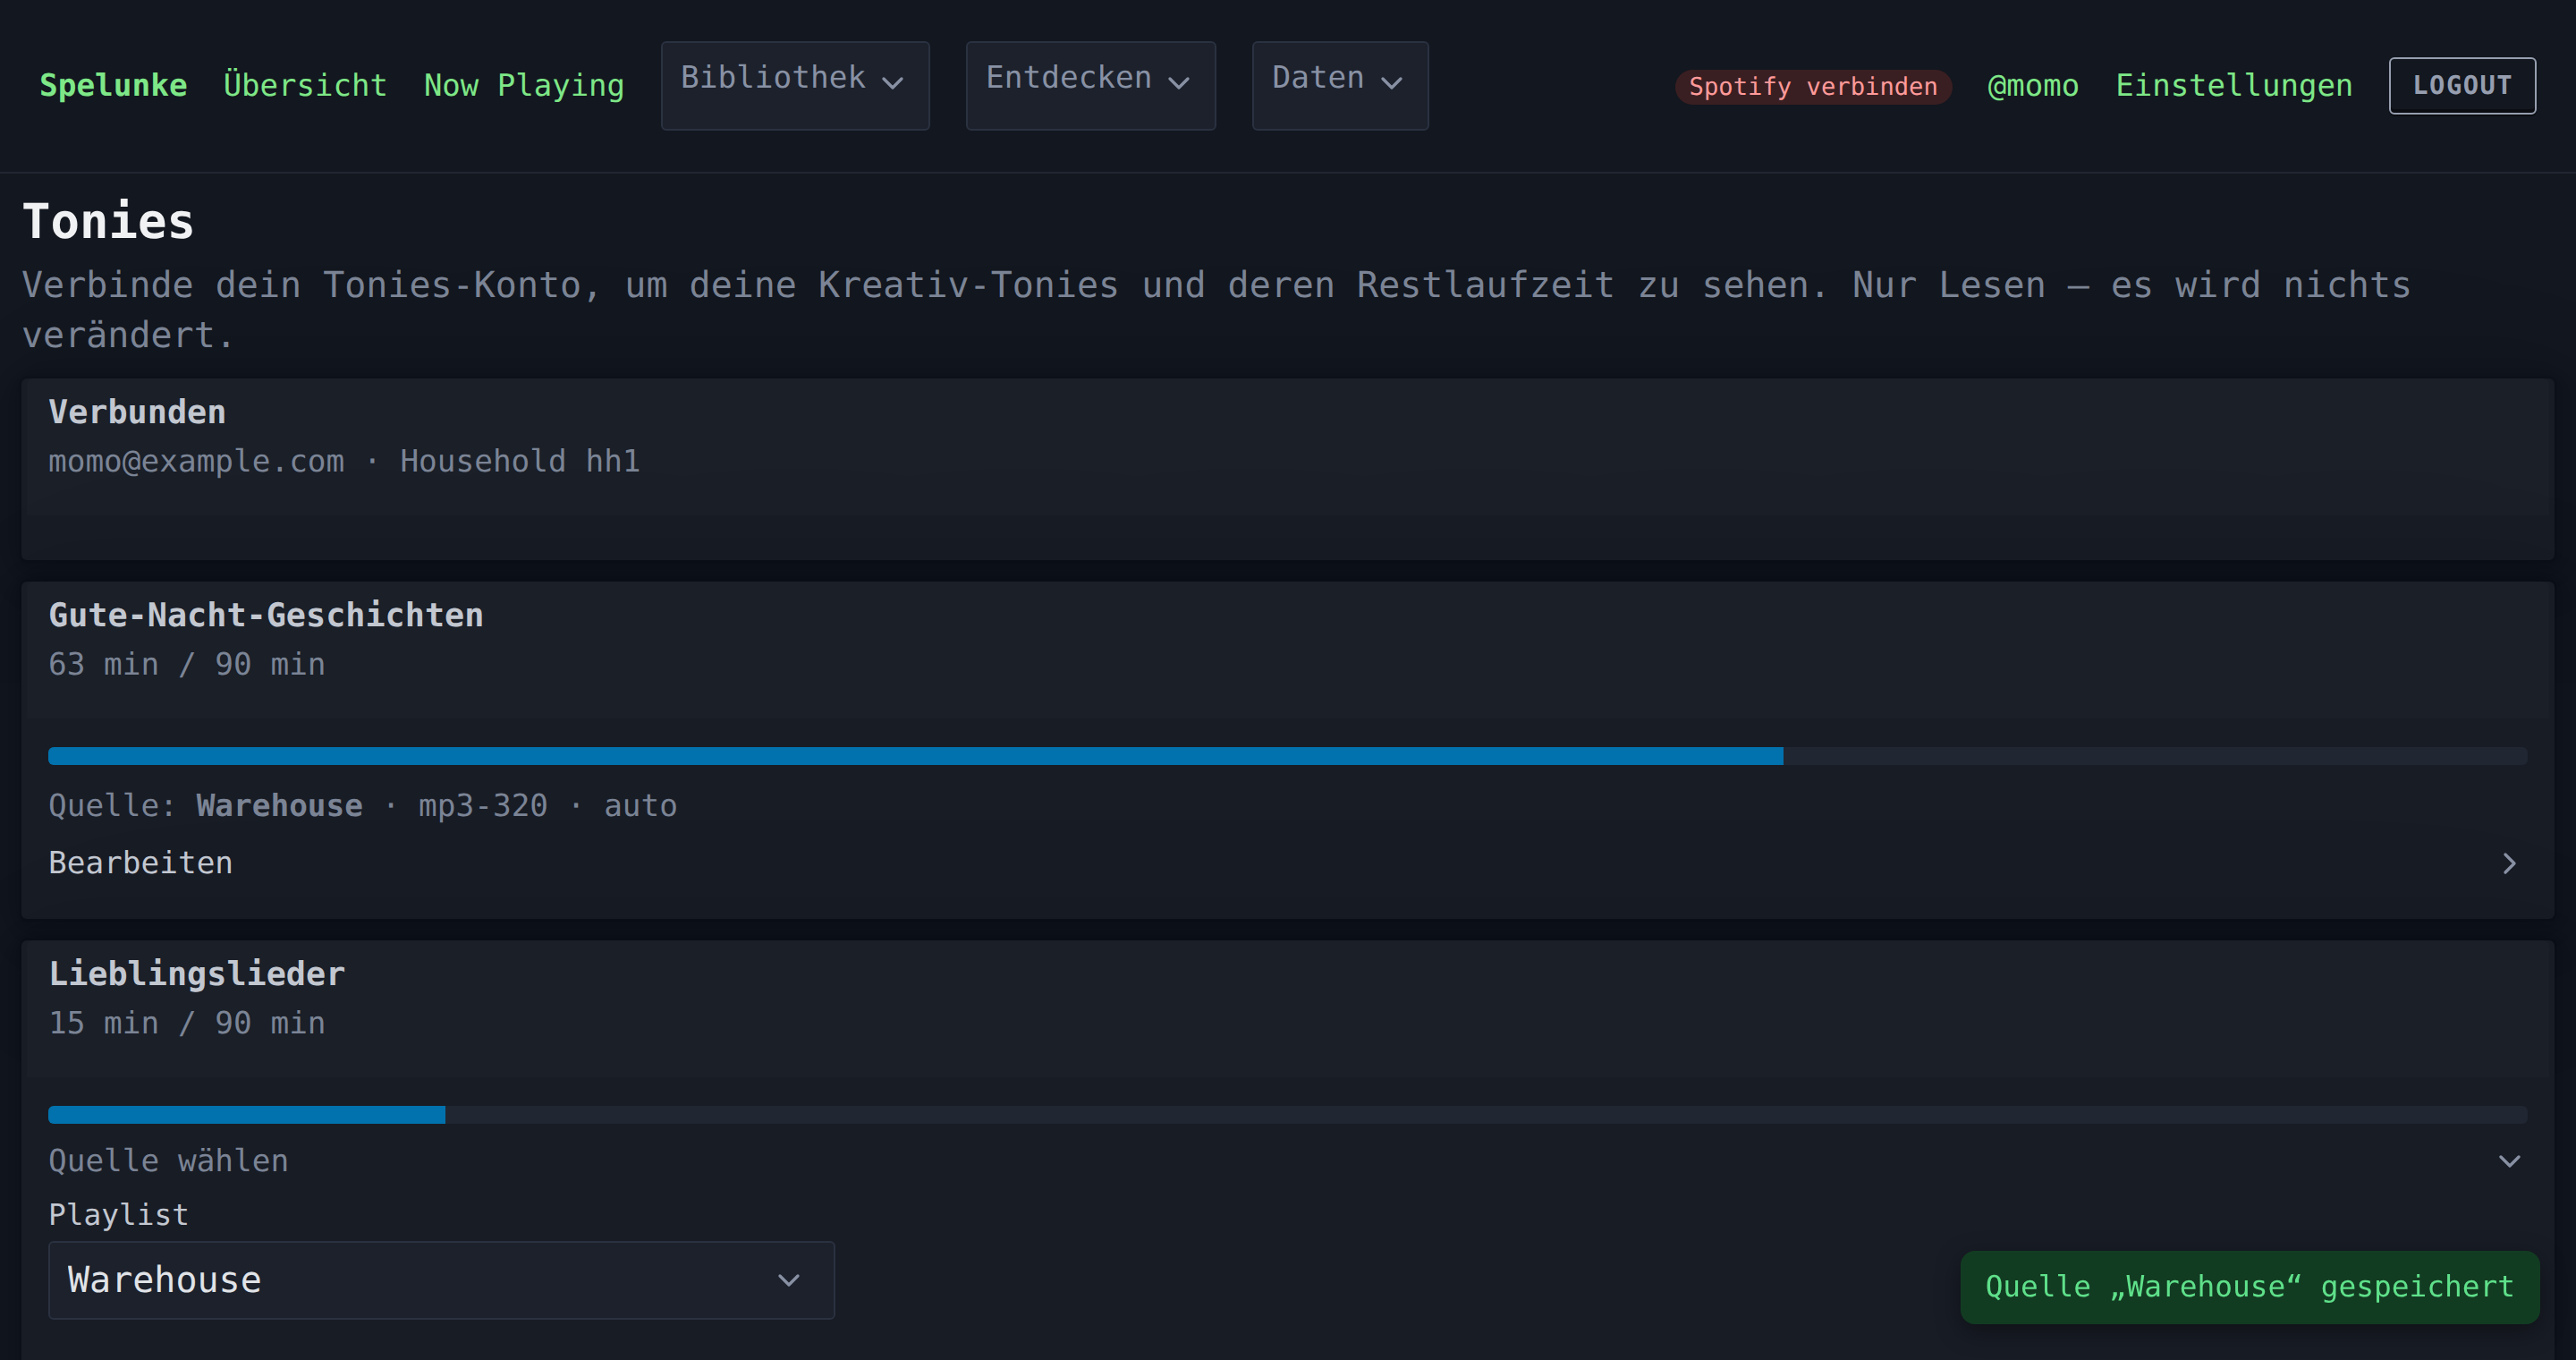 Spelunke Übersicht Now Playing Bibliothek Entdecken Daten Spotify verbinden @momo Einstellungen LOGOUT
Tonies
Verbinde dein Tonies-Konto, um deine Kreativ-Tonies und deren Restlaufzeit zu sehen. Nur Lesen — es wird nichts
verändert.
Verbunden
momo@example.com · Household hh1
Gute-Nacht-Geschichten
63 min / 90 min
Quelle: Warehouse · mp3-320 · auto
Bearbeiten
Lieblingslieder
15 min / 90 min
Quelle wählen
Playlist
Warehouse
Quelle „Warehouse“ gespeichert